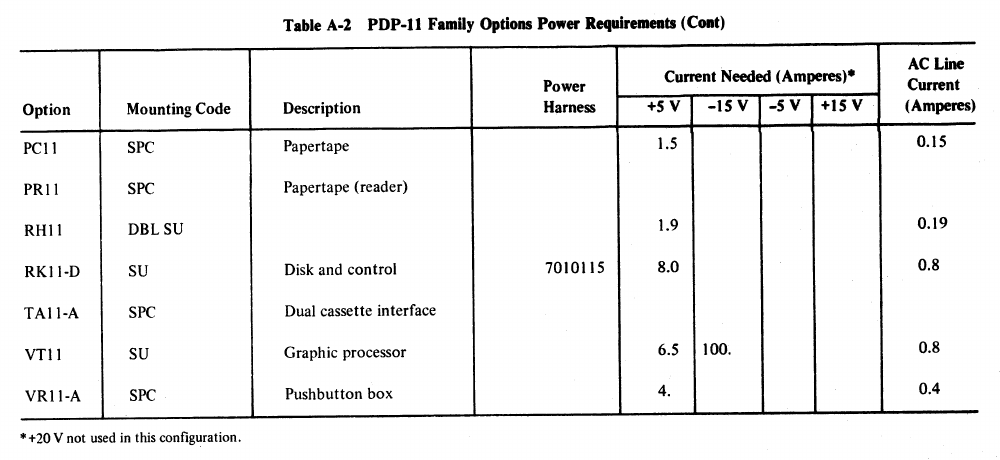 Table A-2 PDP-11 Family Options Power Requirements (Cont)
Option Mounting Code Description Power Harness Current Needed (Amperes)* AC Line Current (Amperes)
+5 V −15 V −5 V +15 V
PC11 SPC Papertape 1.5 0.15
PR11 SPC Papertape (reader)
RH11 DBL SU 1.9 0.19
RK11-D SU Disk and control 7010115 8.0 0.8
TA11-A SPC Dual cassette interface
VT11 SU Graphic processor 6.5 100. 0.8
VR11-A SPC Pushbutton box 4. 0.4
*+20 V not used in this configuration.